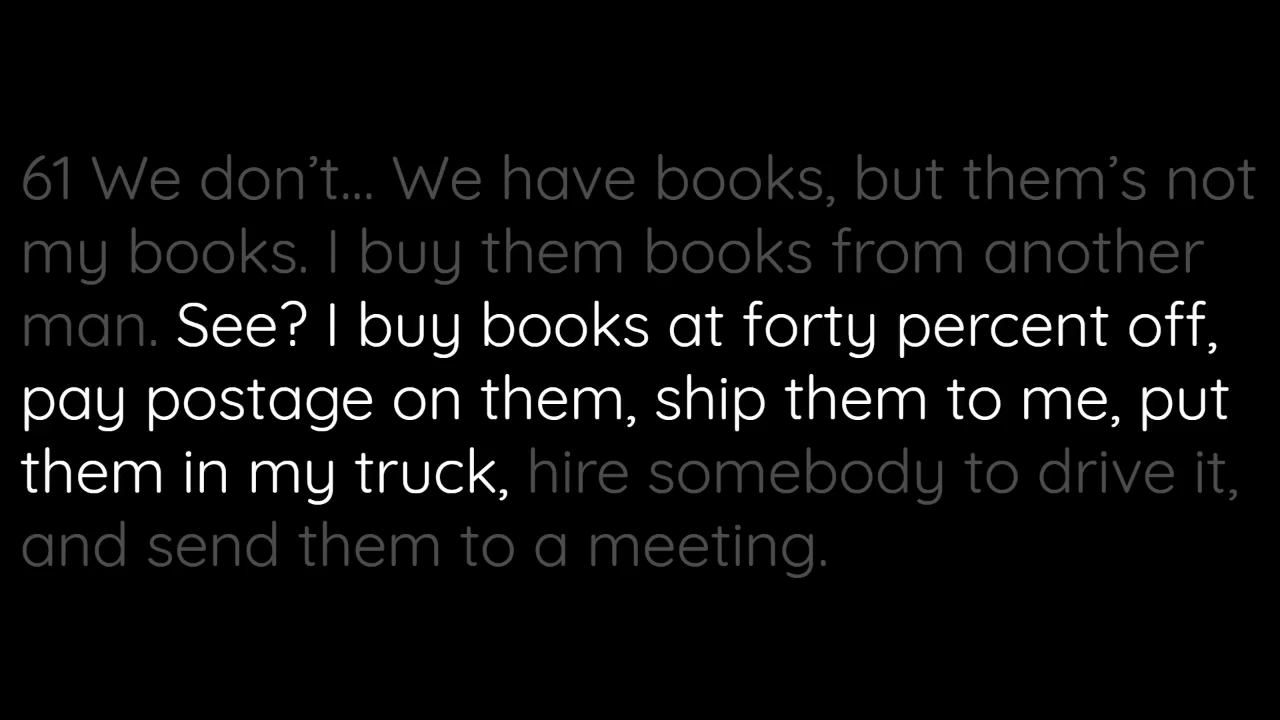 61 We don’t... We have books, but them’s not
my books. I buy them books from another
man. See? I buy books at forty percent off,
pay postage on them, ship them to me, put
them in my truck, hire somebody to drive it,
and send them to a meeting.